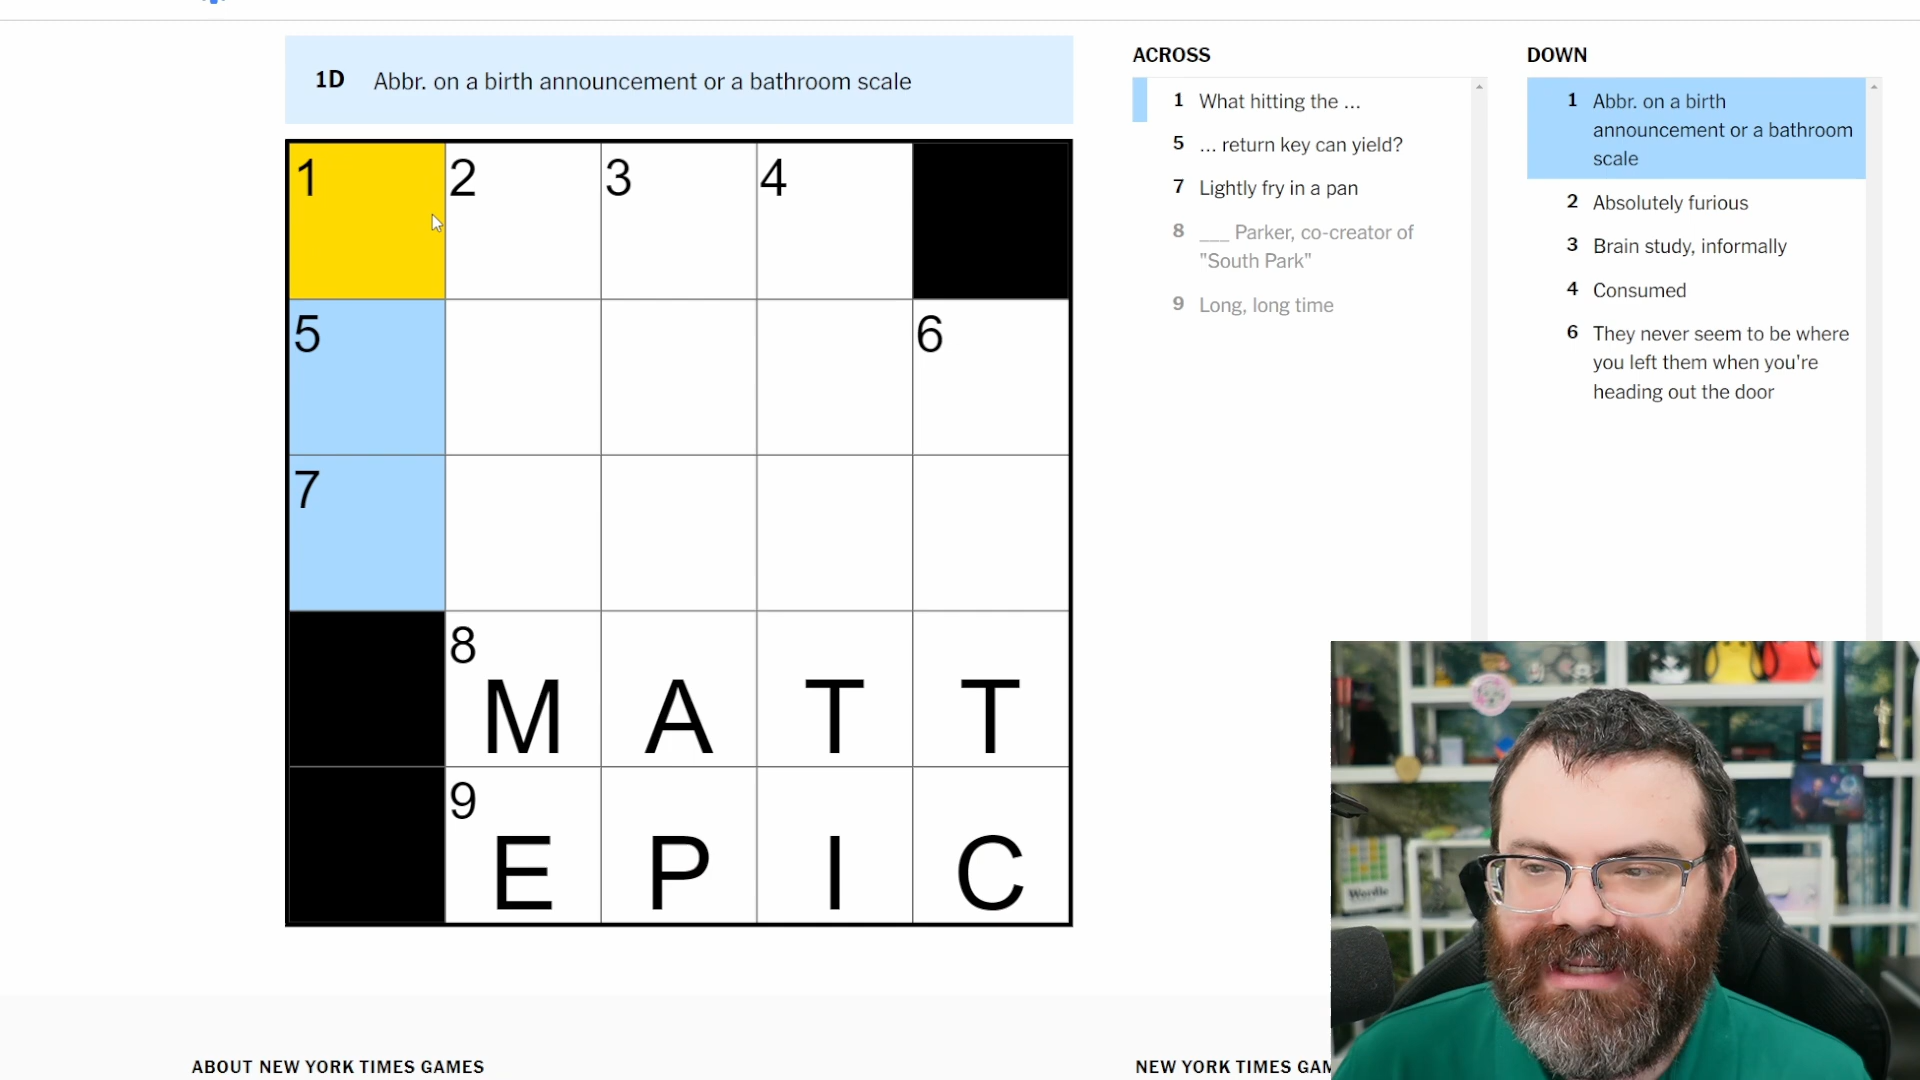 1D Abbr. on a birth announcement or a bathroom scale
1 2 3 4
5 6
7
8 M A T T
9 E P I C
ACROSS
1 What hitting the ...
5 ... return key can yield?
7 Lightly fry in a pan
8 ___ Parker, co-creator of
"South Park"
9 Long, long time
DOWN
1 Abbr. on a birth
announcement or a bathroom
scale
2 Absolutely furious
3 Brain study, informally
4 Consumed
6 They never seem to be where
you left them when you're
heading out the door
Wordle
ABOUT NEW YORK TIMES GAMES
NEW YORK TIMES GAM